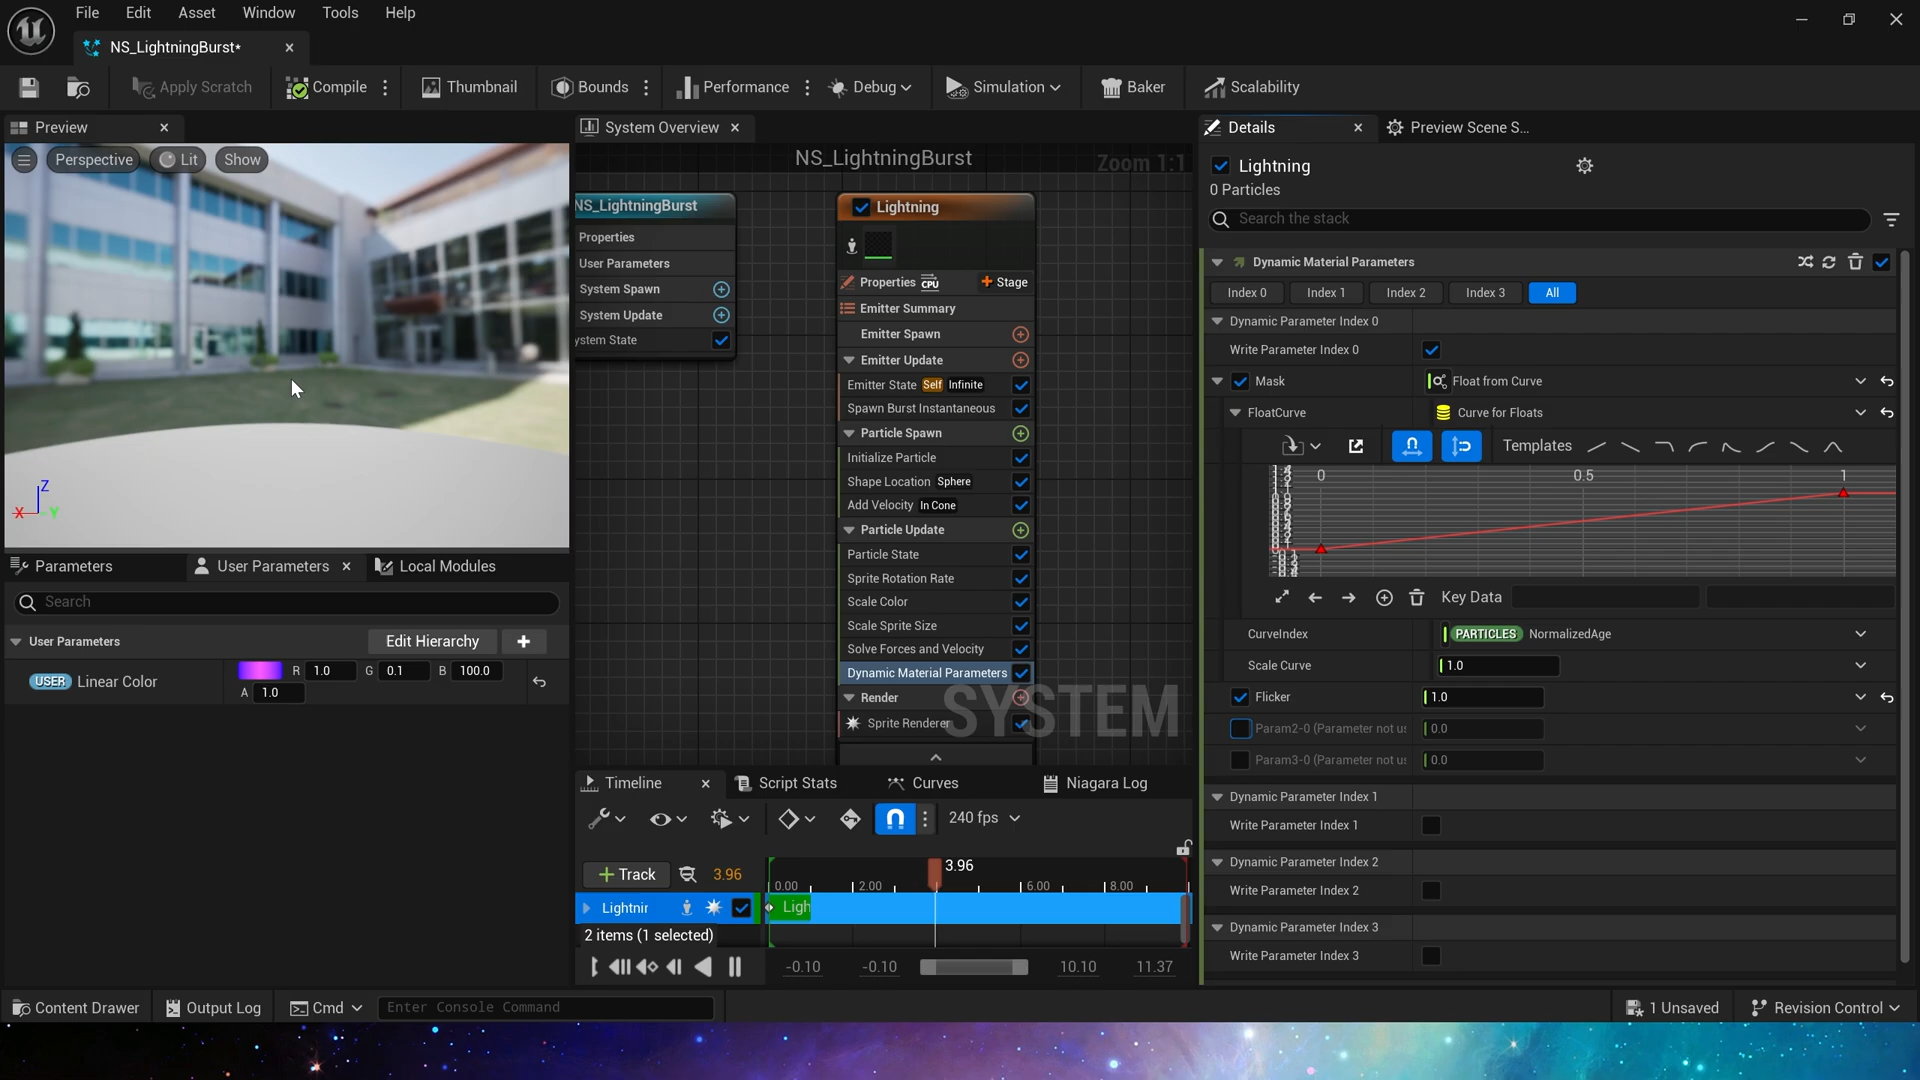 File Edit Asset Window Tools Help
NS_LightningBurst*
Apply Scratch Compile Thumbnail Bounds Performance Debug Simulation Baker Scalability
Preview
Perspective Lit Show
Z
X Y
Parameters User Parameters Local Modules
Search
User Parameters Edit Hierarchy
USER Linear Color R 1.0 G 0.1 B 100.0
A 1.0
System Overview
NS_LightningBurst Zoom 1:1
NS_LightningBurst
Properties
User Parameters
System Spawn
System Update
ystem State
Lightning
Properties CPU Stage
Emitter Summary
Emitter Spawn
Emitter Update
Emitter State Self Infinite
Spawn Burst Instantaneous
Particle Spawn
Initialize Particle
Shape Location Sphere
Add Velocity In Cone
Particle Update
Particle State
Sprite Rotation Rate
Scale Color
Scale Sprite Size
Solve Forces and Velocity
Dynamic Material Parameters
Render
Sprite Renderer
SYSTEM
Timeline Script Stats Curves Niagara Log
240 fps
Track 3.96
3.96
0.00 2.00 6.00 8.00
Lightnir Ligh
2 items (1 selected)
-0.10 -0.10 10.10 11.37
Details Preview Scene S...
Lightning
0 Particles
Search the stack
Dynamic Material Parameters
Index 0 Index 1 Index 2 Index 3 All
Dynamic Parameter Index 0
Write Parameter Index 0
Mask Float from Curve
FloatCurve Curve for Floats
Templates
0 0.5 1
Key Data
CurveIndex PARTICLES NormalizedAge
Scale Curve 1.0
Flicker 1.0
Param2-0 (Parameter not us 0.0
Param3-0 (Parameter not us 0.0
Dynamic Parameter Index 1
Write Parameter Index 1
Dynamic Parameter Index 2
Write Parameter Index 2
Dynamic Parameter Index 3
Write Parameter Index 3
Content Drawer Output Log Cmd Enter Console Command 1 Unsaved Revision Control